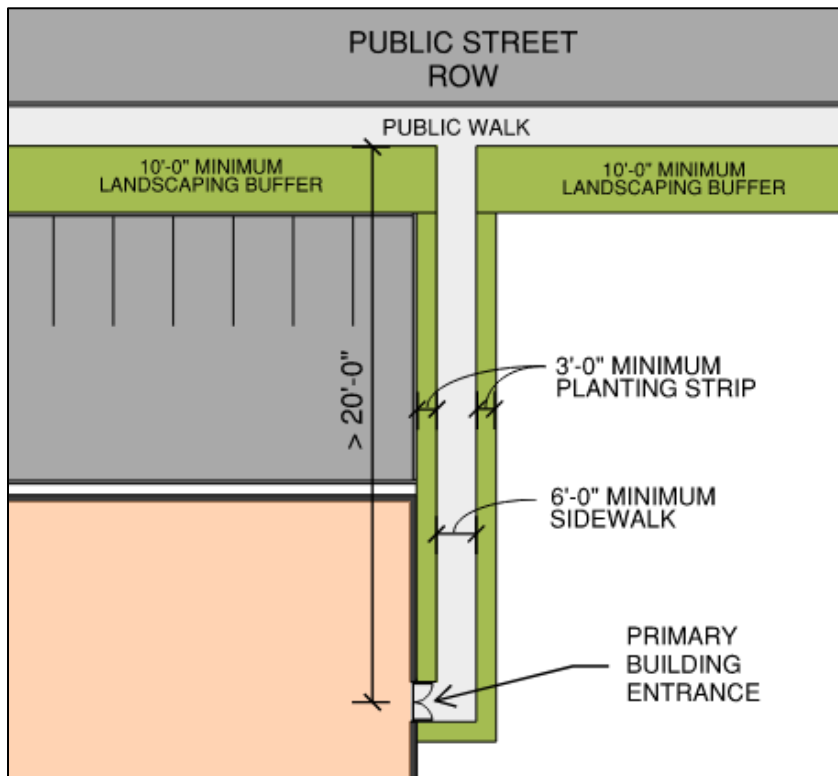 PUBLIC STREET
ROW
PUBLIC WALK
10'-0" MINIMUM
LANDSCAPING BUFFER
10'-0" MINIMUM
LANDSCAPING BUFFER
> 20'-0"
3'-0" MINIMUM
PLANTING STRIP
6'-0" MINIMUM
SIDEWALK
PRIMARY
BUILDING
ENTRANCE